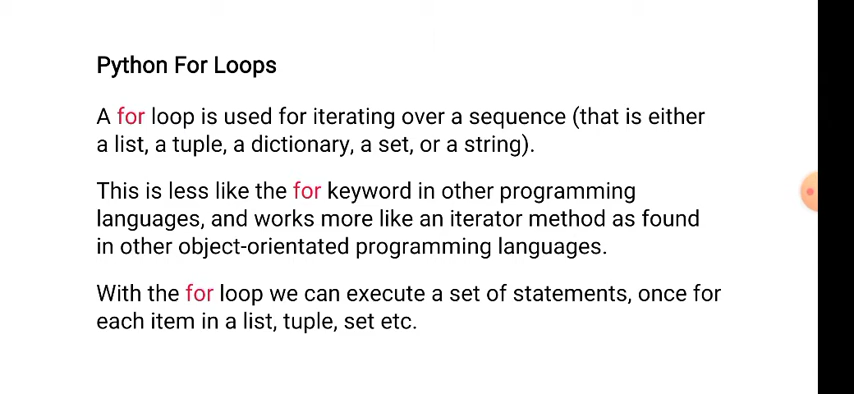 Python For Loops
A for loop is used for iterating over a sequence (that is either
a list, a tuple, a dictionary, a set, or a string).
This is less like the for keyword in other programming
languages, and works more like an iterator method as found
in other object-orientated programming languages.
With the for loop we can execute a set of statements, once for
each item in a list, tuple, set etc.